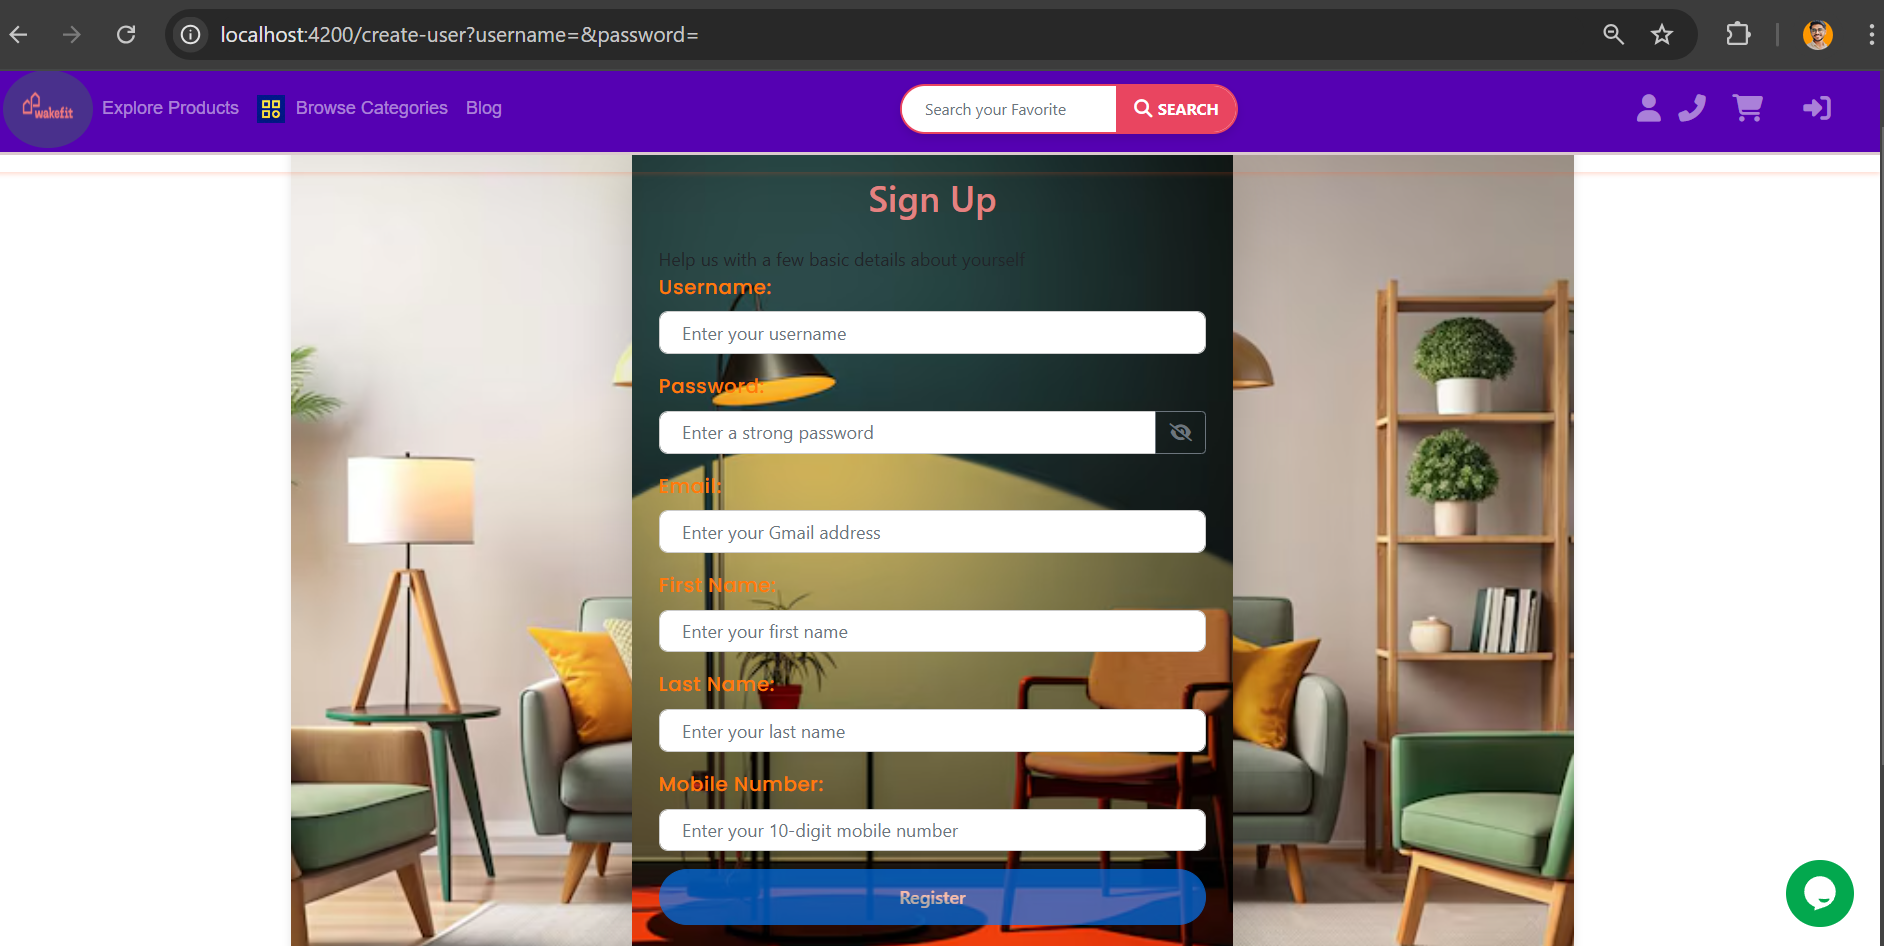 localhost:4200/create-user?username=&password=
wakefit
Explore Products
Browse Categories
Blog
Search your Favorite
SEARCH
Sign Up
Help us with a few basic details about yourself
Username:
Enter your username
Password:
Enter a strong password
Email:
Enter your Gmail address
First Name:
Enter your first name
Last Name:
Enter your last name
Mobile Number:
Enter your 10-digit mobile number
Register